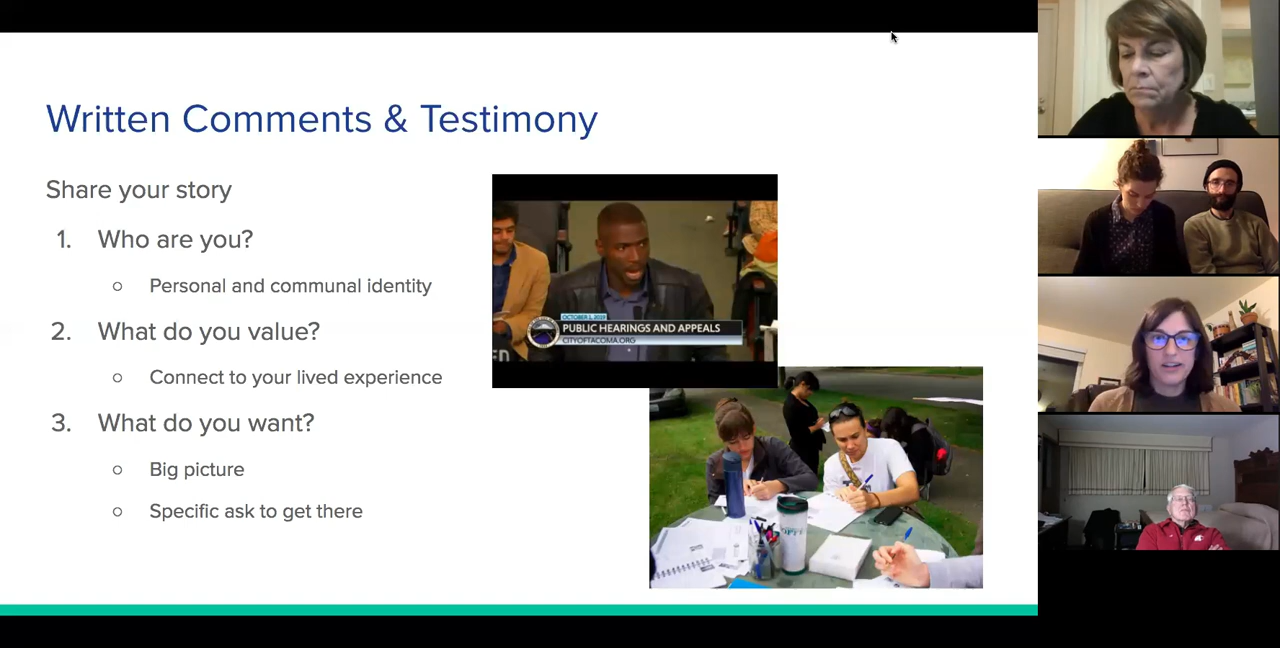 Written Comments & Testimony
Share your story
1. Who are you?
○ Personal and communal identity
2. What do you value?
○ Connect to your lived experience
3. What do you want?
○ Big picture
○ Specific ask to get there
OCTOBER 1, 2019
PUBLIC HEARINGS AND APPEALS
CITYOFTACOMA.ORG